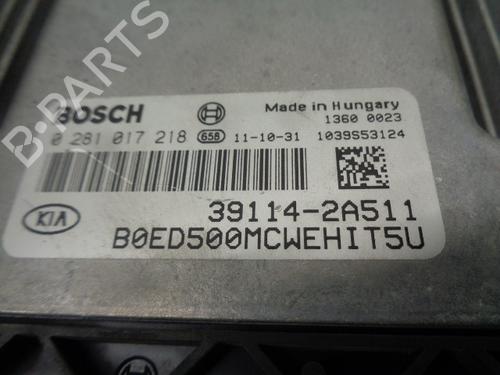 BOSCH
Made in Hungary
1360 0023
0 281 017 218 658 11-10-31 1039S53124
KIA
39114-2A511
B0ED500MCWEHIT5U
B-PARTS